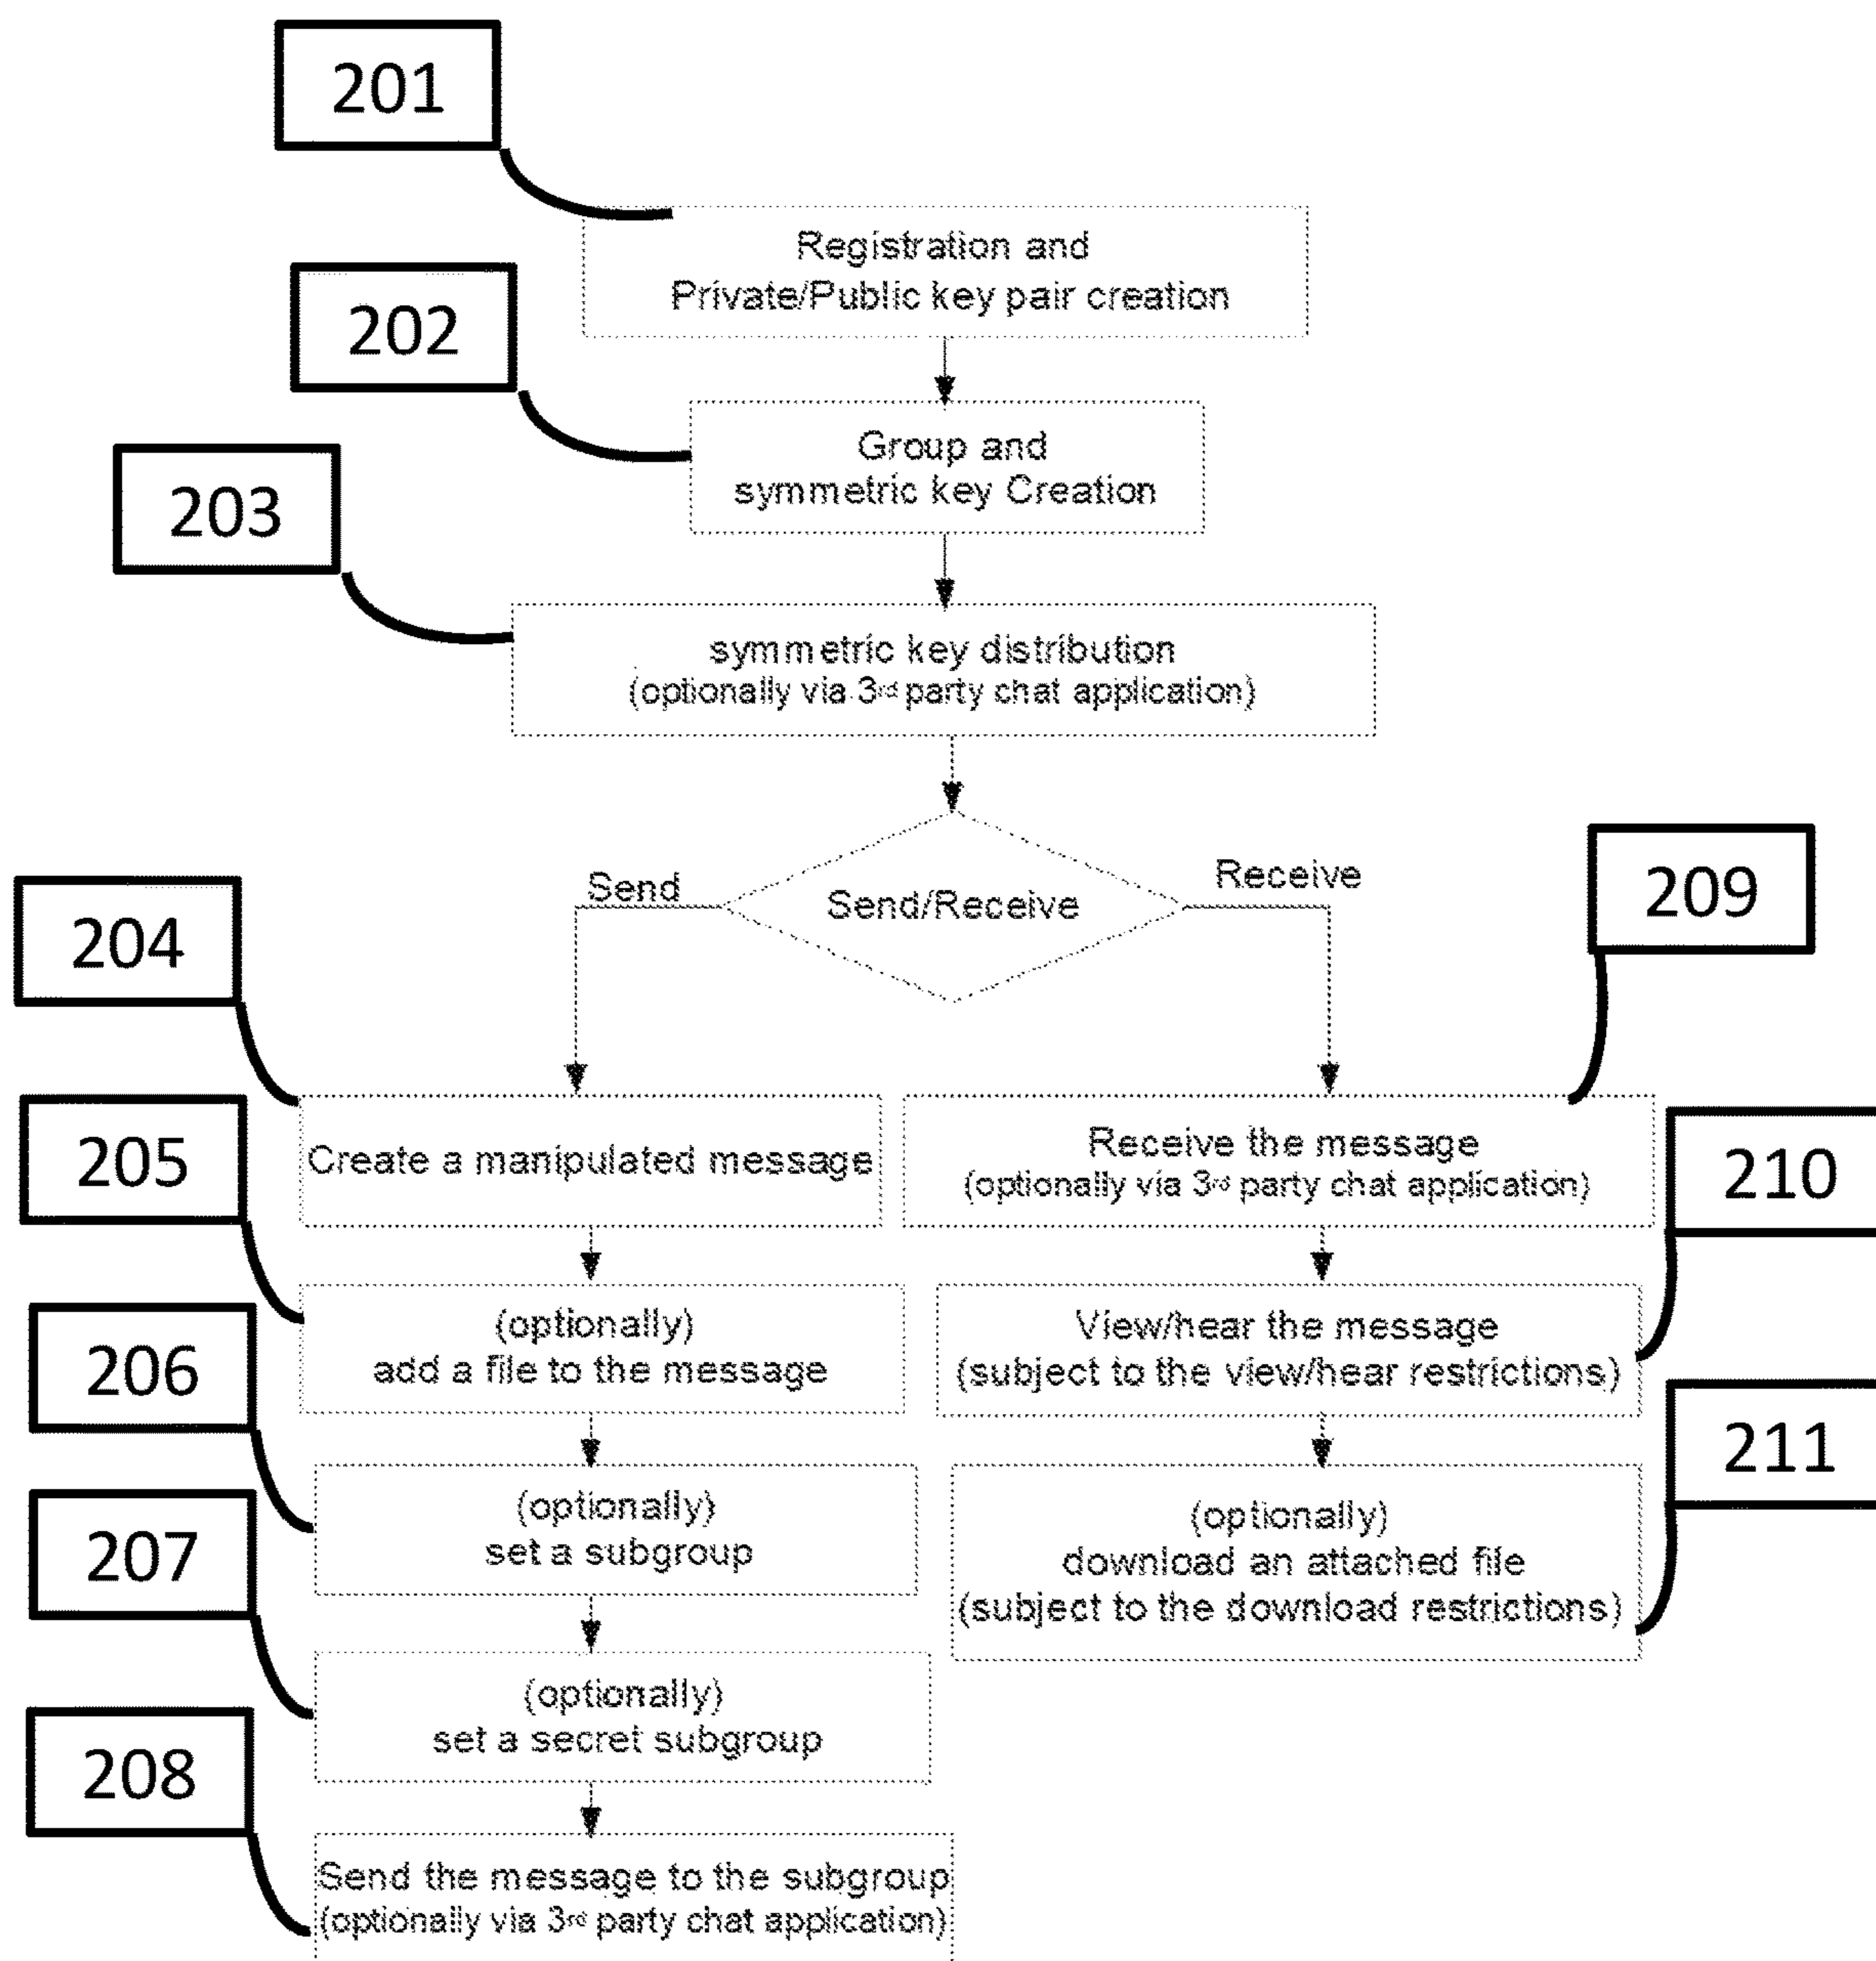 201
Registration and
Private/Public key pair creation
202
Group and
symmetric key Creation
203
symmetric key distribution
(optionally via 3rd party chat application)
Send
Send/Receive
Receive
209
204
Create a manipulated message
Receive the message
(optionally via 3rd party chat application)
205
210
(optionally)
add a file to the message
View/hear the message
(subject to the view/hear restrictions)
206
211
(optionally)
set a subgroup
(optionally)
download an attached file
(subject to the download restrictions)
207
(optionally)
set a secret subgroup
208
Send the message to the subgroup
(optionally via 3rd party chat application)